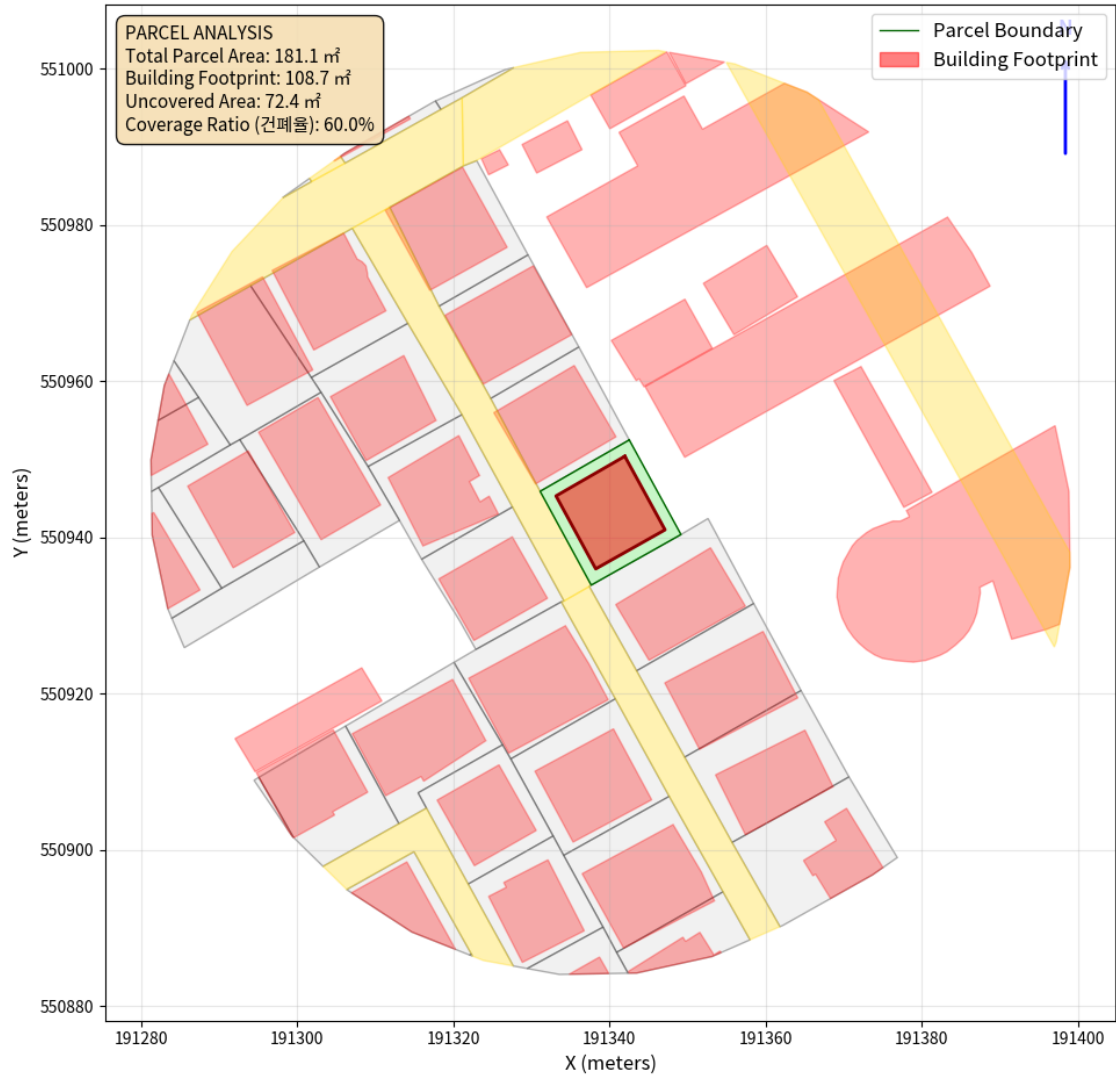 PARCEL ANALYSIS
Total Parcel Area: 181.1 ㎡
Building Footprint: 108.7 ㎡
Uncovered Area: 72.4 ㎡
Coverage Ratio (건폐율): 60.0%
Parcel Boundary
Building Footprint
N
551000
550980
550960
550940
550920
550900
550880
Y (meters)
191280
191300
191320
191340
191360
191380
191400
X (meters)